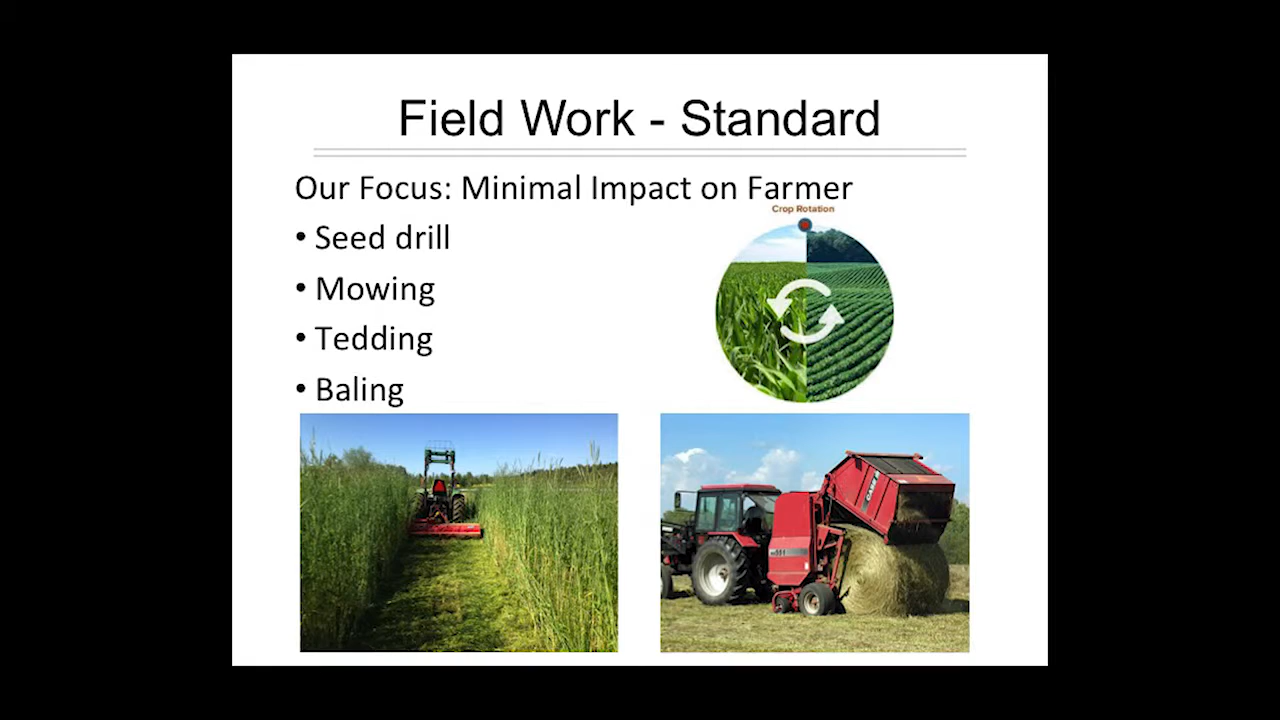 Field Work - Standard
Our Focus: Minimal Impact on Farmer
Crop Rotation
• Seed drill
• Mowing
• Tedding
• Baling